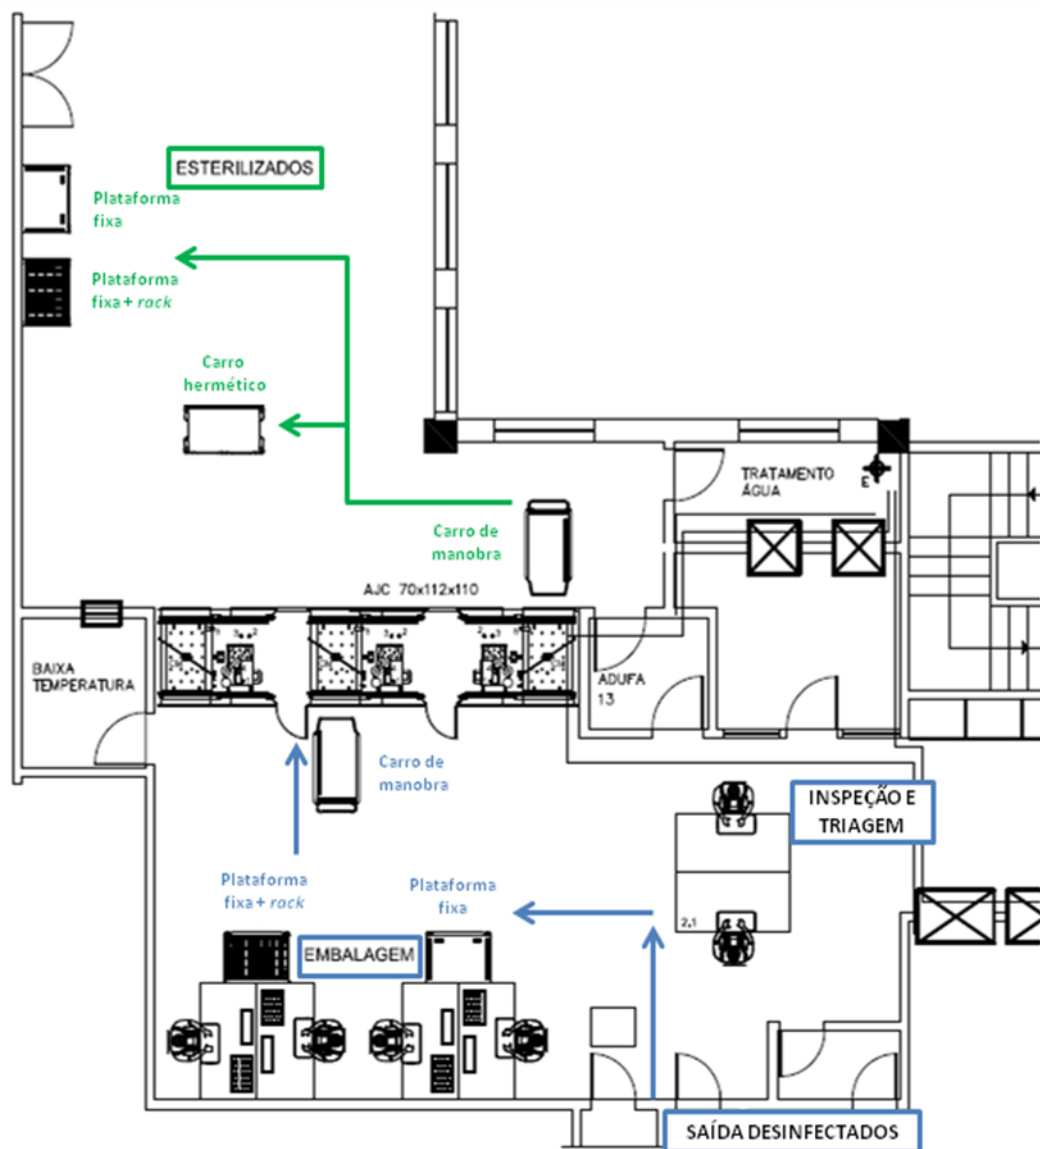 ESTERILIZADOS
Plataforma
fixa
Plataforma
fixa + rack
Carro
hermético
TRATAMENTO
ÁGUA
E
Carro de
manobra
AJC 70x112x110
BAIXA
TEMPERATURA
ADUFA
13
Carro de
manobra
INSPEÇÃO E
TRIAGEM
Plataforma
fixa + rack
Plataforma
fixa
2.1
EMBALAGEM
SAÍDA DESINFECTADOS